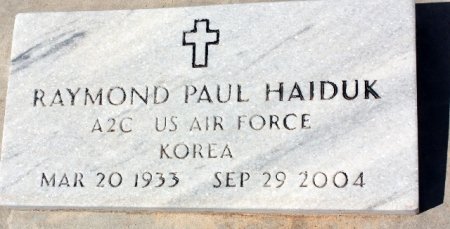 RAYMOND PAUL HAIDUK
A2C US AIR FORCE
KOREA
MAR 20 1933 SEP 29 2004